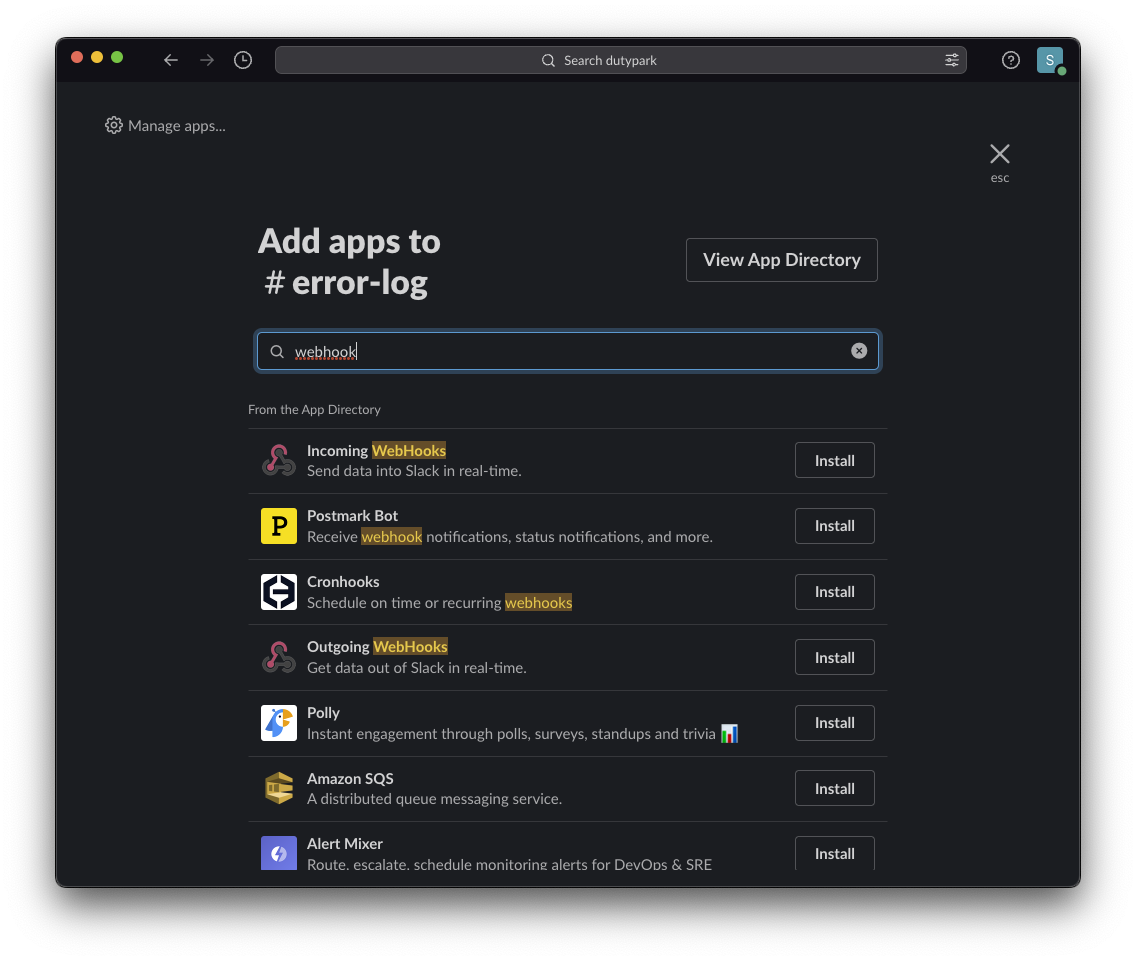 Search dutypark
S
Manage apps...
esc
Add apps to
# error-log
View App Directory
webhook
From the App Directory
Incoming WebHooks
Send data into Slack in real-time.
Install
P
Postmark Bot
Receive webhook notifications, status notifications, and more.
Install
Cronhooks
Schedule on time or recurring webhooks
Install
Outgoing WebHooks
Get data out of Slack in real-time.
Install
Polly
Instant engagement through polls, surveys, standups and trivia 📊
Install
Amazon SQS
A distributed queue messaging service.
Install
Alert Mixer
Route, escalate, schedule monitoring alerts for DevOps & SRE
Install